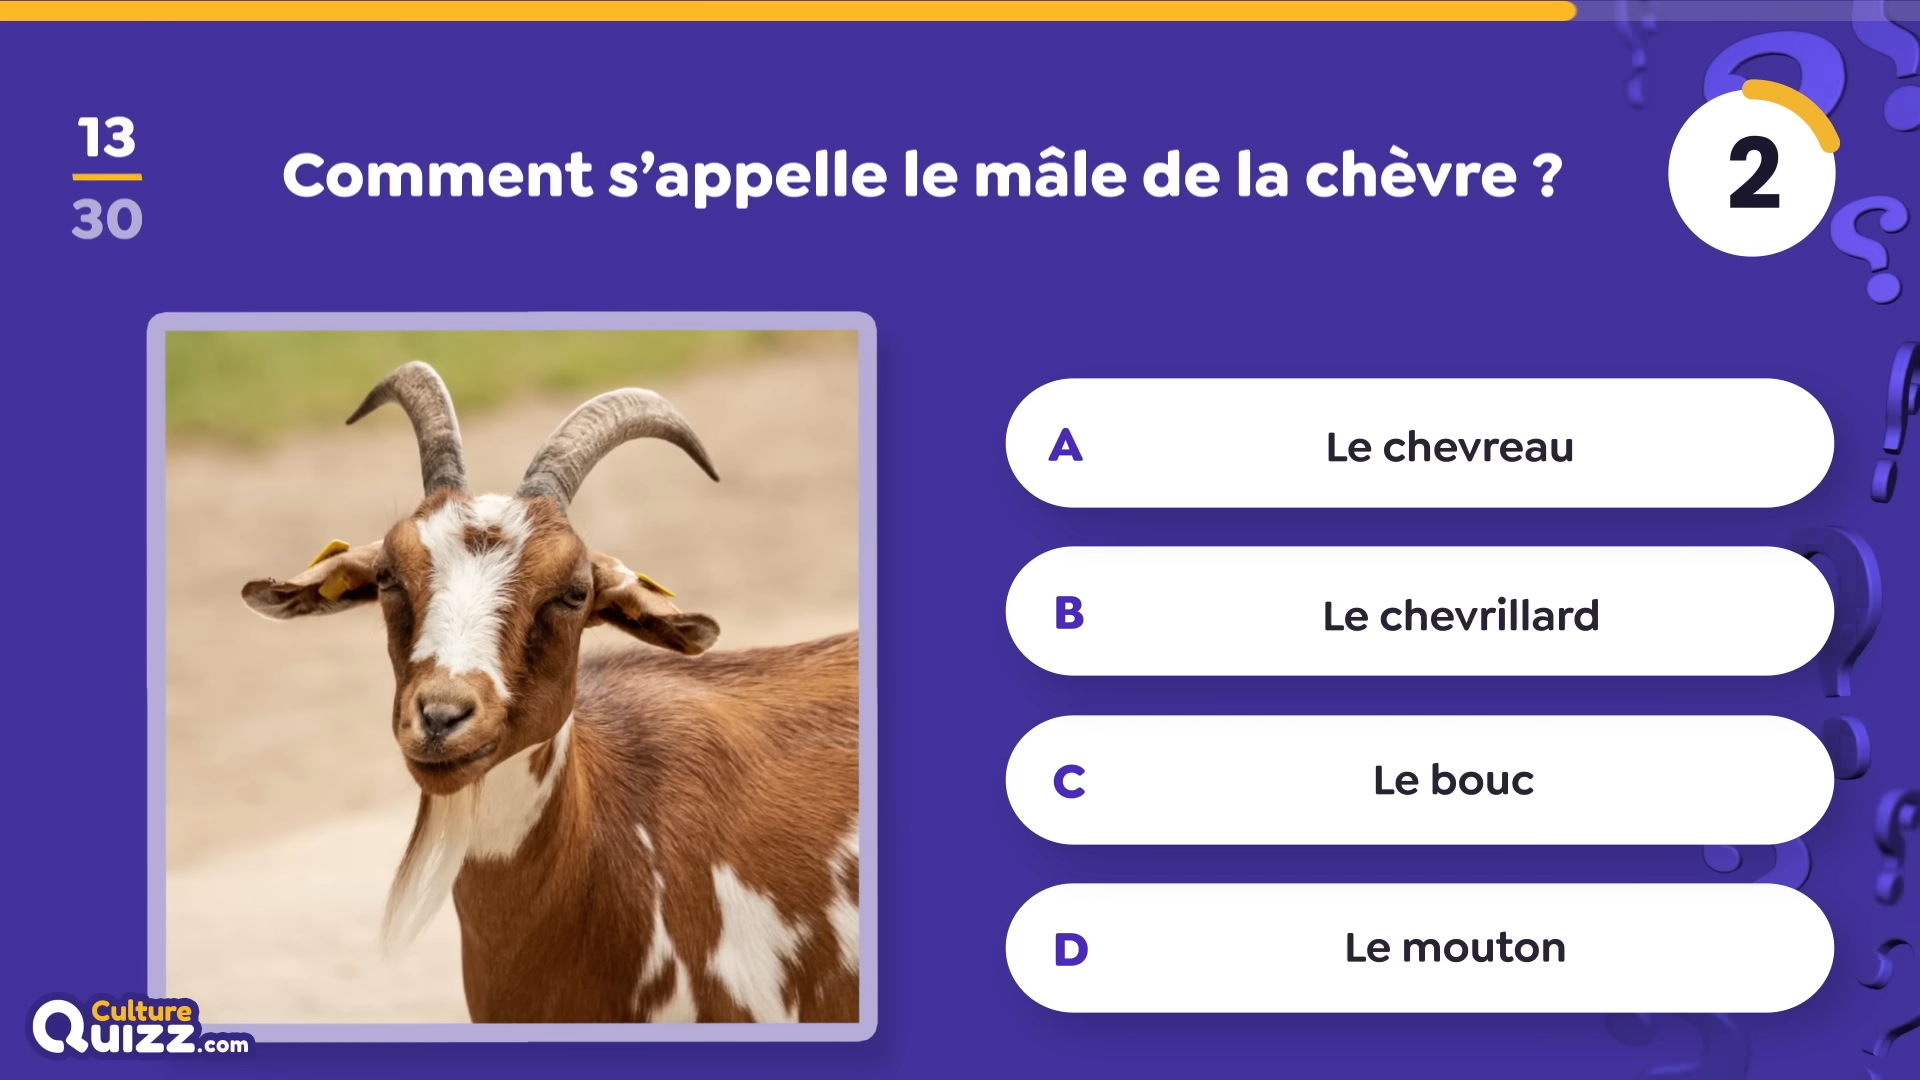 13
30
Comment s’appelle le mâle de la chèvre ?
2
A Le chevreau
B Le chevrillard
C Le bouc
D Le mouton
Culture
Quizz.com